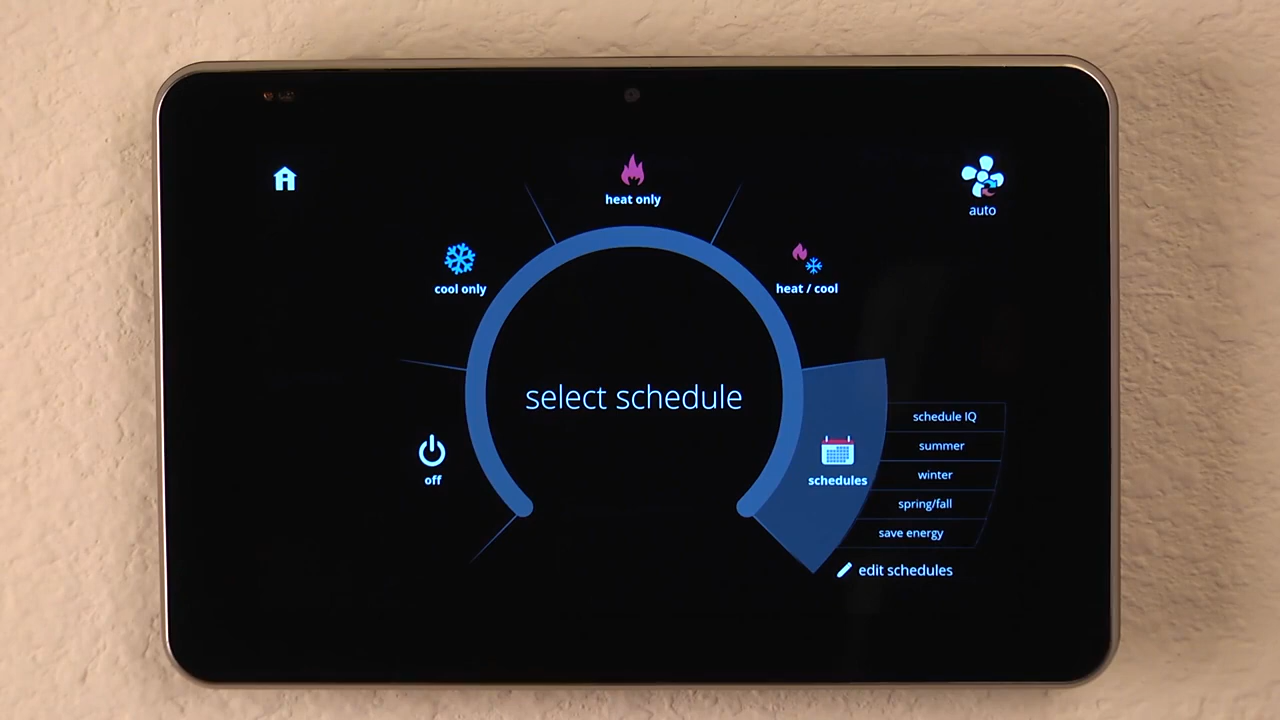 heat only
auto
cool only
heat / cool
select schedule
schedule IQ
summer
winter
off
schedules
spring/fall
save energy
edit schedules